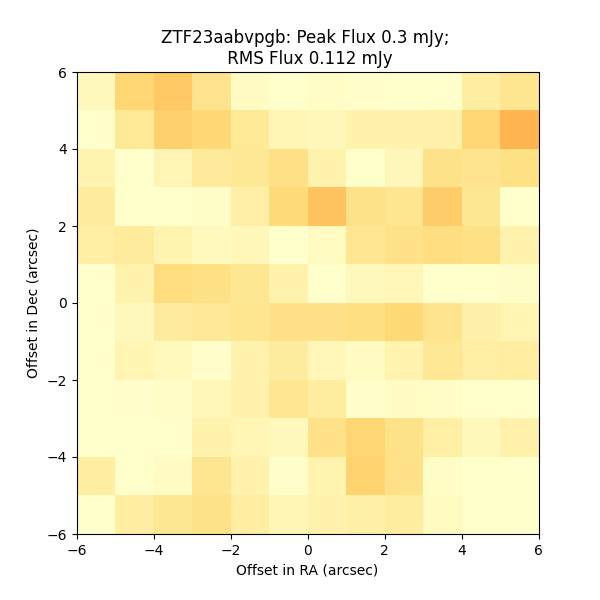 ZTF23aabvpgb: Peak Flux 0.3 mJy;
RMS Flux 0.112 mJy
6
4
2
0
−2
−4
−6
Offset in Dec (arcsec)
−6 −4 −2 0 2 4 6
Offset in RA (arcsec)